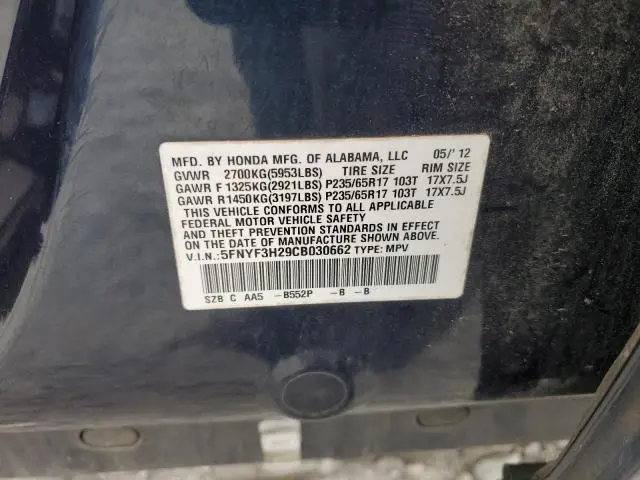 MFD. BY HONDA MFG. OF ALABAMA, LLC 05/'12
GVWR 2700KG(5953LBS) TIRE SIZE RIM SIZE
GAWR F 1325KG(2921LBS) P235/65R17 103T 17X7.5J
GAWR R1450KG(3197LBS) P235/65R17 103T 17X7.5J
THIS VEHICLE CONFORMS TO ALL APPLICABLE
FEDERAL MOTOR VEHICLE SAFETY
AND THEFT PREVENTION STANDARDS IN EFFECT
ON THE DATE OF MANUFACTURE SHOWN ABOVE.
V.I.N.:5FNYF3H29CB030662 TYPE: MPV
SZB C AA5 -B552P -B -B